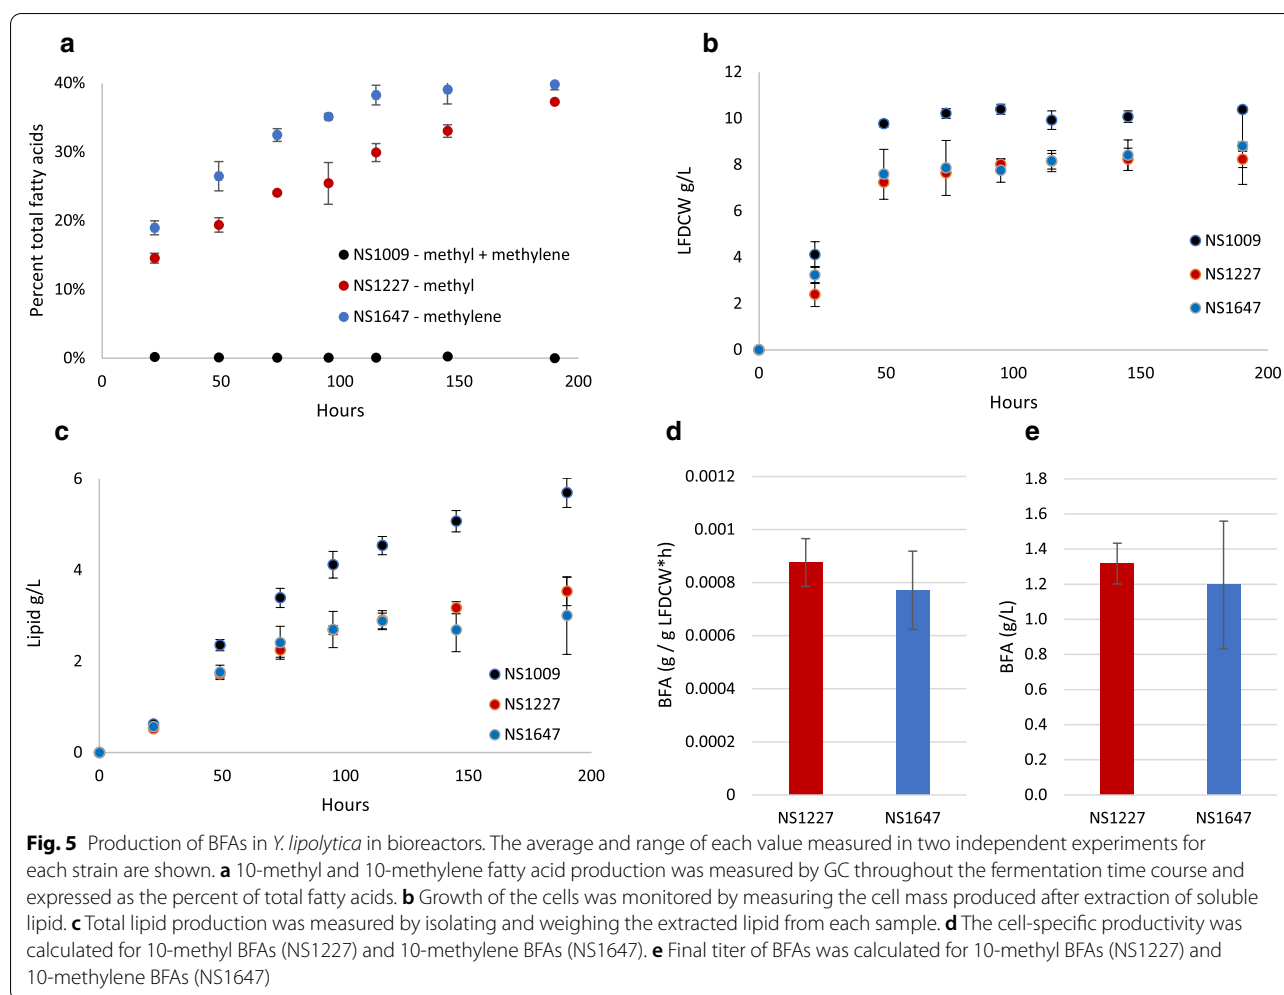 a
40%
30%
20%
10%
0%
Percent total fatty acids
NS1009 - methyl + methylene
NS1227 - methyl
NS1647 - methylene
0 50 100 150 200
Hours
b
12
10
8
6
4
2
0
LFDCW g/L
NS1009
NS1227
NS1647
0 50 100 150 200
Hours
c
6
4
2
0
Lipid g/L
NS1009
NS1227
NS1647
0 50 100 150 200
Hours
d
0.0012
0.001
0.0008
0.0006
0.0004
0.0002
0
BFA (g / g LFDCW*h)
NS1227 NS1647
e
1.8
1.6
1.4
1.2
1.0
0.8
0.6
0.4
0.2
0.0
BFA (g/L)
NS1227 NS1647
Fig. 5 Production of BFAs in Y. lipolytica in bioreactors. The average and range of each value measured in two independent experiments for
each strain are shown. a 10-methyl and 10-methylene fatty acid production was measured by GC throughout the fermentation time course and
expressed as the percent of total fatty acids. b Growth of the cells was monitored by measuring the cell mass produced after extraction of soluble
lipid. c Total lipid production was measured by isolating and weighing the extracted lipid from each sample. d The cell-specific productivity was
calculated for 10-methyl BFAs (NS1227) and 10-methylene BFAs (NS1647). e Final titer of BFAs was calculated for 10-methyl BFAs (NS1227) and
10-methylene BFAs (NS1647)